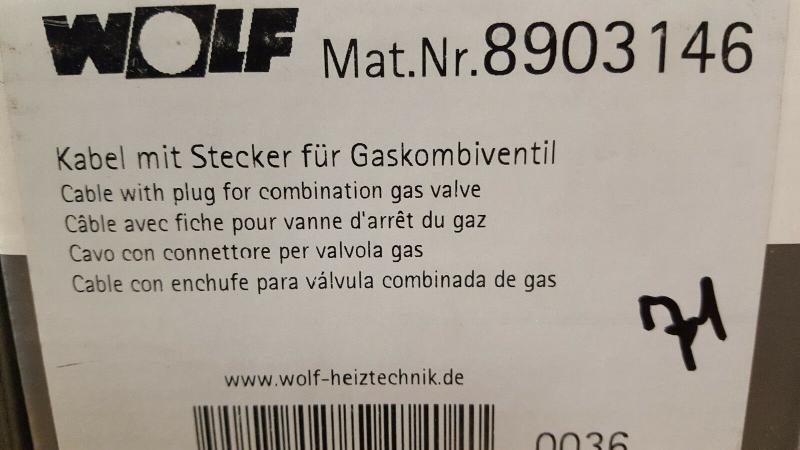 WOLF Mat.Nr.8903146
Kabel mit Stecker für Gaskombiventil
Cable with plug for combination gas valve
Câble avec fiche pour vanne d'arrêt du gaz
Cavo con connettore per valvola gas
Cable con enchufe para válvula combinada de gas
71
www.wolf-heiztechnik.de
0036